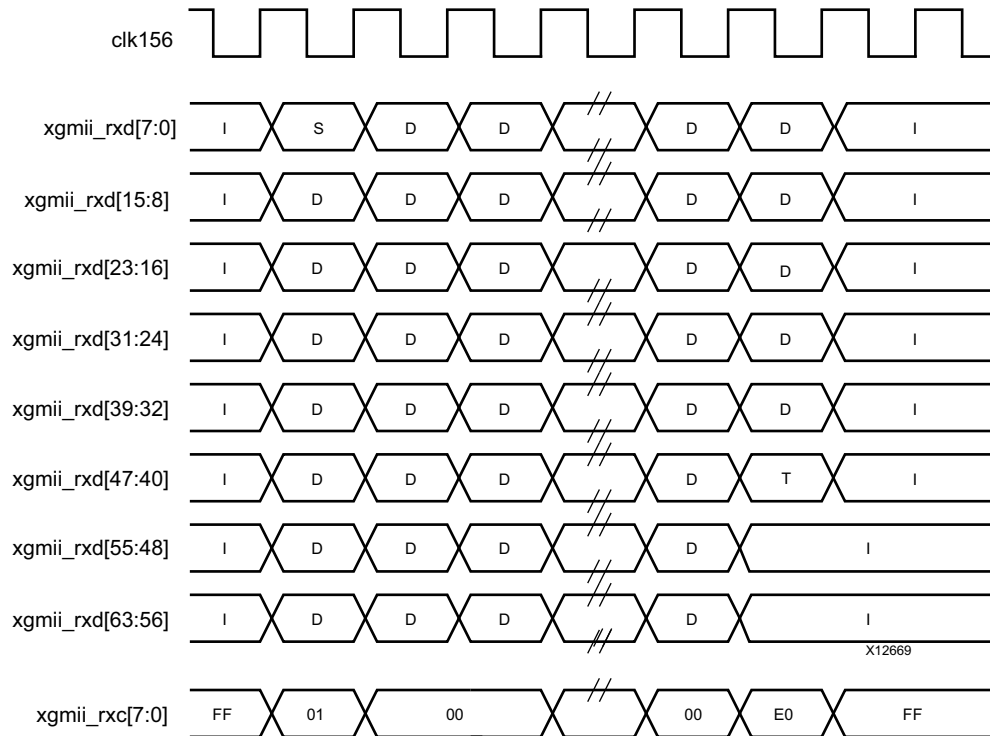 clk156
xgmii_rxd[7:0] I S D D D D I
xgmii_rxd[15:8] I D D D D D I
xgmii_rxd[23:16] I D D D D D I
xgmii_rxd[31:24] I D D D D D I
xgmii_rxd[39:32] I D D D D D I
xgmii_rxd[47:40] I D D D D T I
xgmii_rxd[55:48] I D D D D I
xgmii_rxd[63:56] I D D D D I
X12669
xgmii_rxc[7:0] FF 01 00 00 E0 FF